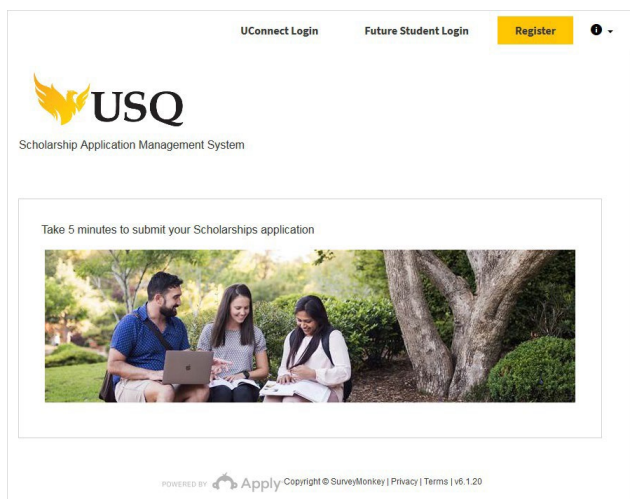 UConnect Login Future Student Login Register
USQ
Scholarship Application Management System
Take 5 minutes to submit your Scholarships application
POWERED BY Apply Copyright © SurveyMonkey | Privacy | Terms | v6.1.20